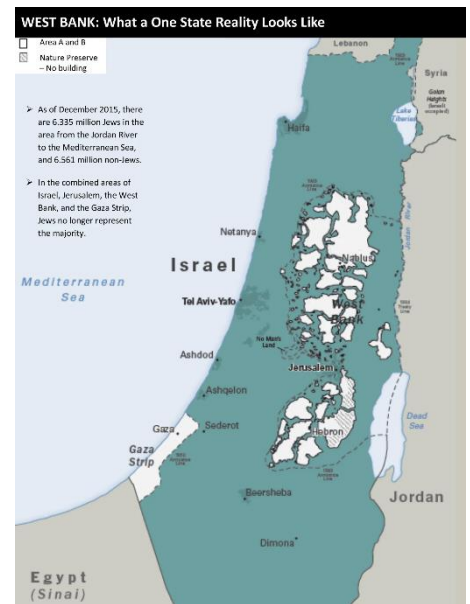 WEST BANK: What a One State Reality Looks Like
Area A and B
Nature Preserve
– No building
➢ As of December 2015, there
are 6.335 million Jews in the
area from the Jordan River
to the Mediterranean Sea,
and 6.561 million non-Jews.
➢ In the combined areas of
Israel, Jerusalem, the West
Bank, and the Gaza Strip,
Jews no longer represent
the majority.
Lebanon
Syria
Golan
Heights
(Israeli
occupied)
Lake
Tiberias
Haifa
Netanya
Nablus
Jordan River
Israel
Mediterranean
Sea
Tel Aviv-Yafo
West
Bank
No Man's
Land
Ashdod
Jerusalem
Ashqelon
Dead
Sea
Gaza
Sederot
Hebron
Gaza
Strip
Beersheba
Jordan
Dimona
Egypt
(Sinai)